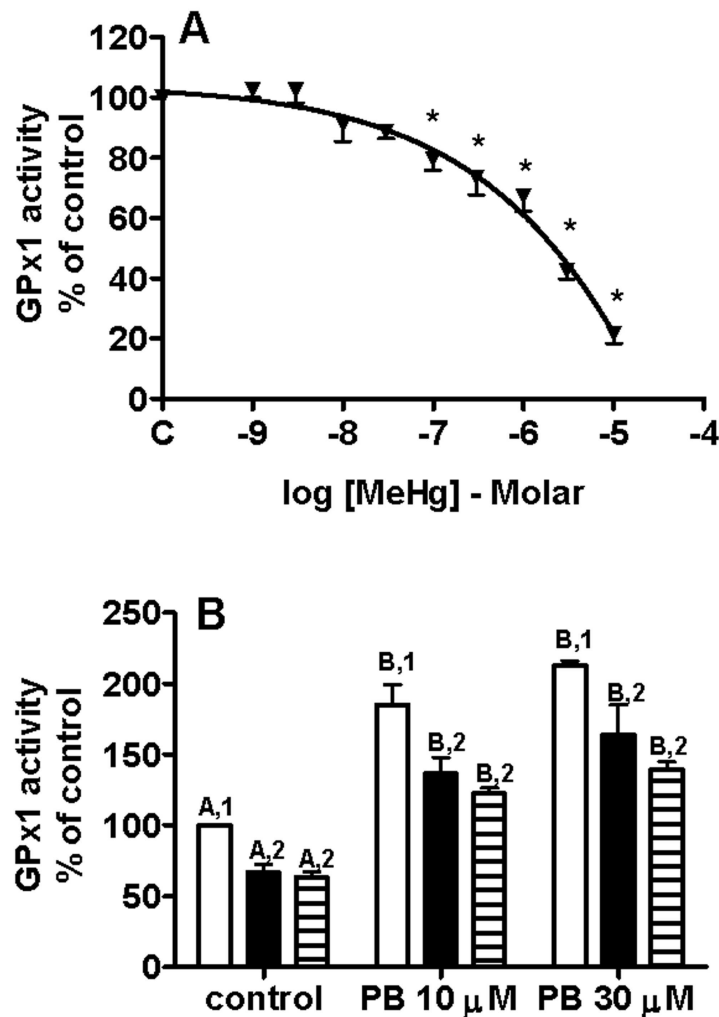 A
GPx1 activity
% of control
120
100
80
60
40
20
0
* * * * *
C -9 -8 -7 -6 -5 -4
log [MeHg] - Molar
B
GPx1 activity
% of control
250
200
150
100
50
0
A,1 A,2 A,2
B,1 B,2 B,2
B,1 B,2 B,2
control PB 10 μM PB 30 μM